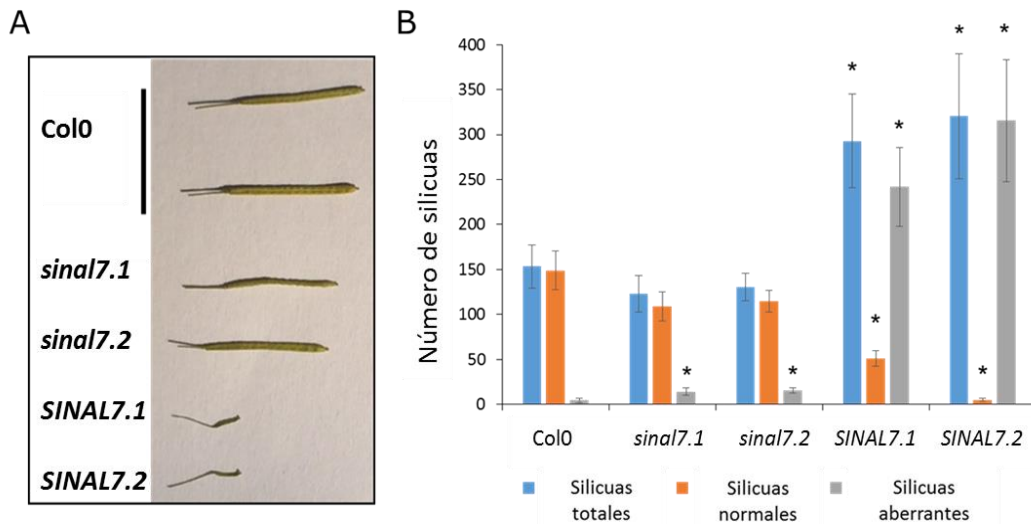 A
Col0
sinal7.1
sinal7.2
SINAL7.1
SINAL7.2
B
Número de silicuas
400
350
300
250
200
150
100
50
0
* * * * * * * *
Col0 sinal7.1 sinal7.2 SINAL7.1 SINAL7.2
Silicuas totales
Silicuas normales
Silicuas aberrantes